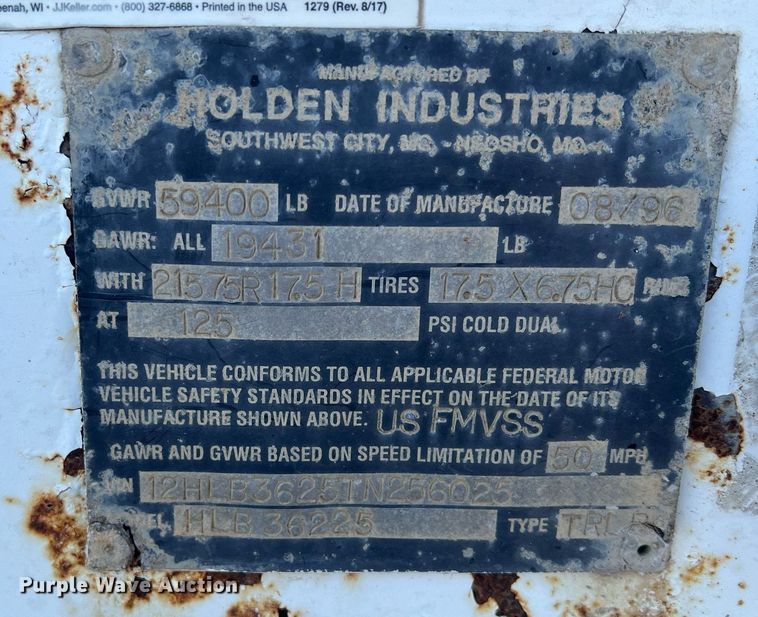 eenah, WI • JJKeller.com • (800) 327-6868 • Printed in the USA 1279 (Rev. 8/17)
MANUFACTURED BY
HOLDEN INDUSTRIES
SOUTHWEST CITY, MO. - NEOSHO, MO.
GVWR 59400 LB DATE OF MANUFACTURE 08/96
GAWR: ALL 19431 LB
WITH 21575R 17.5 H TIRES 17.5 X 6.75HC RIMS
AT 125 PSI COLD DUAL
THIS VEHICLE CONFORMS TO ALL APPLICABLE FEDERAL MOTOR
VEHICLE SAFETY STANDARDS IN EFFECT ON THE DATE OF ITS
MANUFACTURE SHOWN ABOVE. US FMVSS
GAWR AND GVWR BASED ON SPEED LIMITATION OF 50 MPH
VIN 12HLB3625TN256025
MODEL HLB 36225 TYPE TRLR
Purple Wave Auction